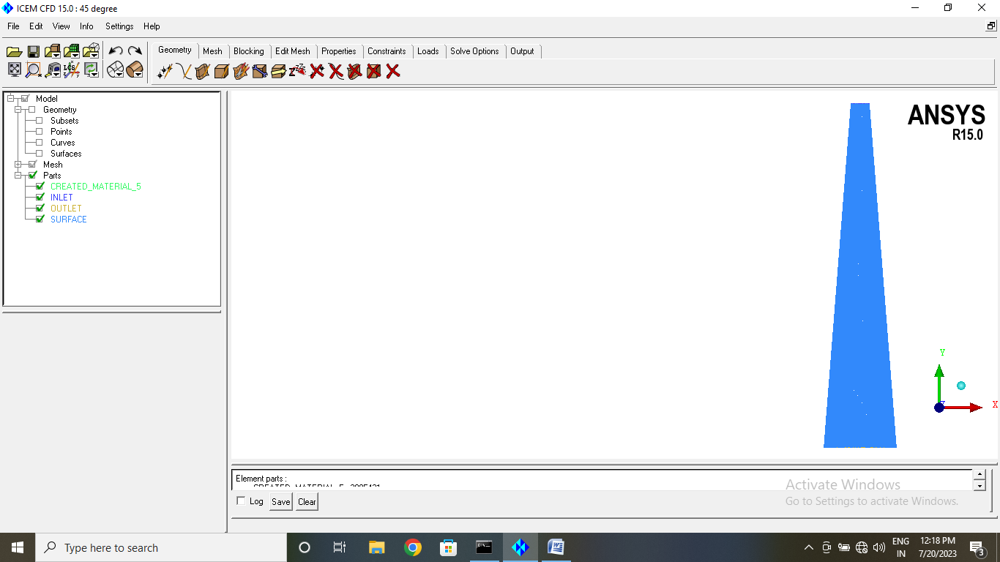 ICEM CFD 15.0 : 45 degree
File Edit View Info Settings Help
Geometry Mesh Blocking Edit Mesh Properties Constraints Loads Solve Options Output
LCS
Model
Geometry
Subsets
Points
Curves
Surfaces
Mesh
Parts
CREATED_MATERIAL_5
INLET
OUTLET
SURFACE
ANSYS
R15.0
Y
Z
X
Element parts :
Log Save Clear
Activate Windows
Go to Settings to activate Windows.
Type here to search
ENG
IN
12:18 PM
7/20/2023
3